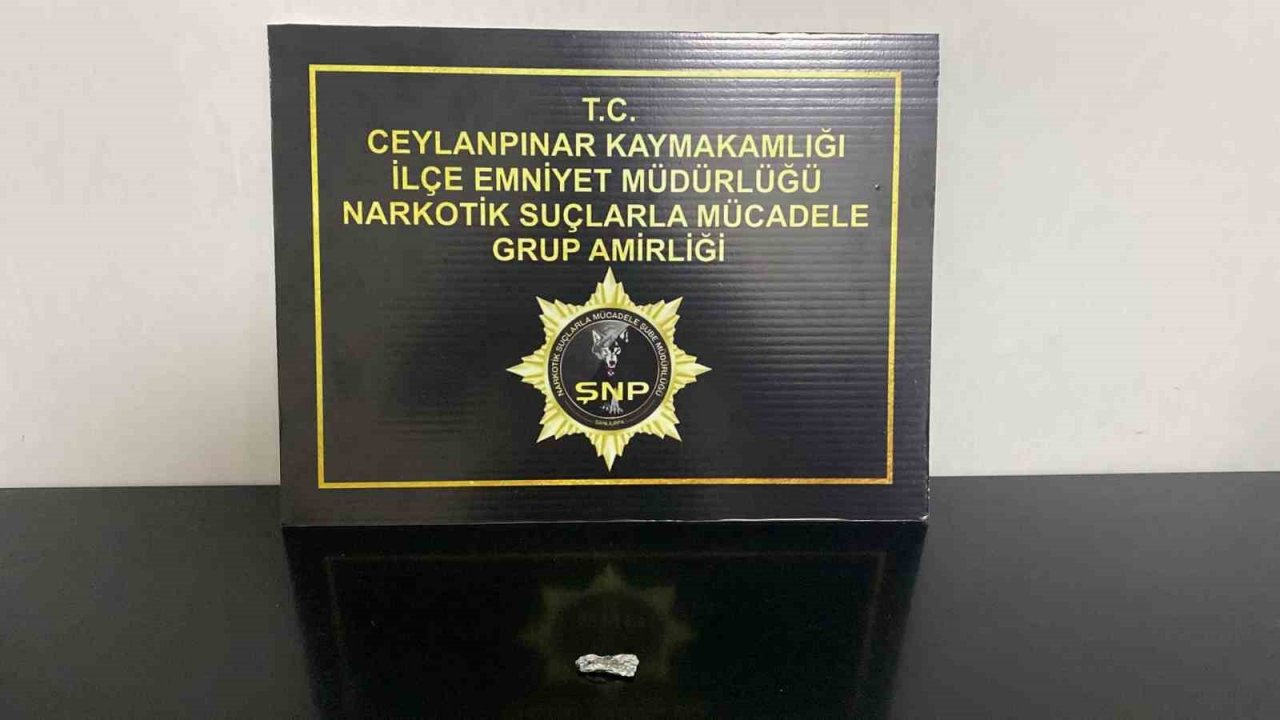 T.C.
CEYLANPINAR KAYMAKAMLIĞI
İLÇE EMNİYET MÜDÜRLÜĞÜ
NARKOTİK SUÇLARLA MÜCADELE
GRUP AMİRLİĞİ
NARKOTİK SUÇLARLA MÜCADELE ŞUBE MÜDÜRLÜĞÜ
ŞNP
ŞANLIURFA